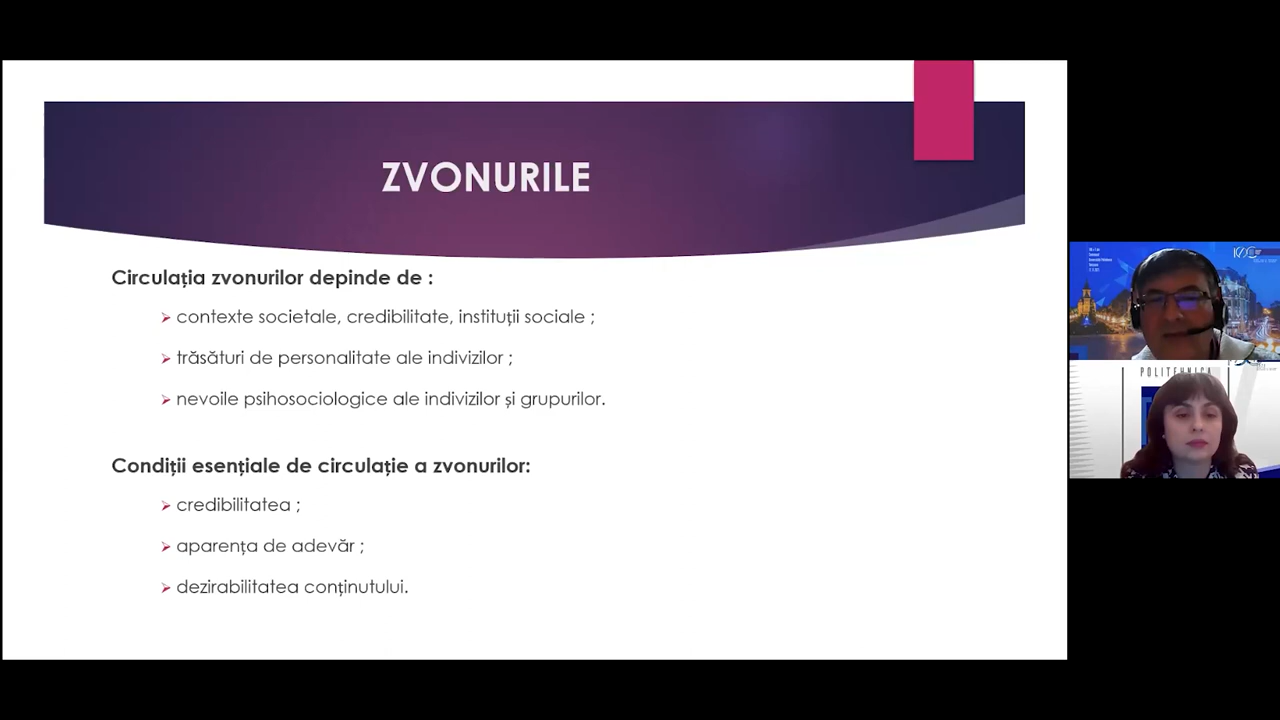 ZVONURILE
Circulația zvonurilor depinde de :
contexte societale, credibilitate, instituții sociale ;
trăsături de personalitate ale indivizilor ;
nevoile psihosociologice ale indivizilor și grupurilor.
Condiții esențiale de circulație a zvonurilor:
credibilitatea ;
aparența de adevăr ;
dezirabilitatea conținutului.
POLITEHNICA